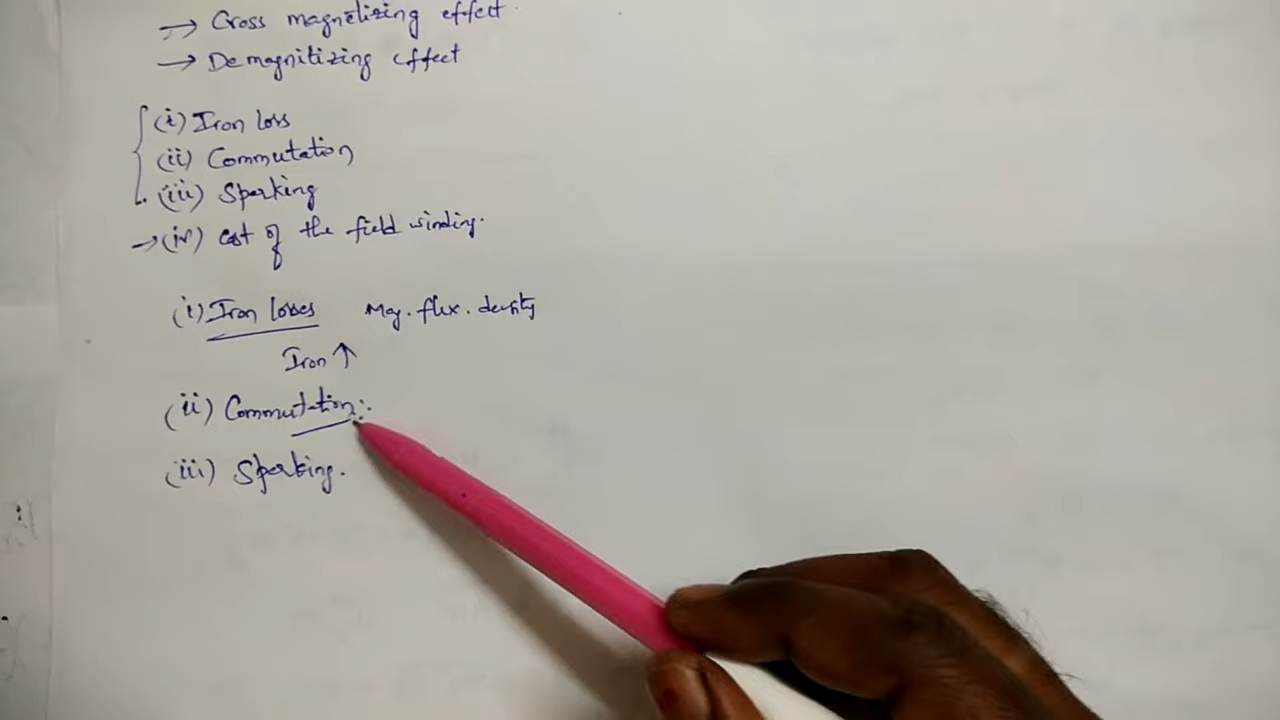 → Cross magnetizing effect
→ Demagnitizing effect
(i) Iron loss
(ii) Commutation
(iii) Sparking
→ (iv) Cost of the field winding.
(i) Iron losses Mag. flux. density
Iron ↑
(ii) Commutation:.
(iii) Sparking.